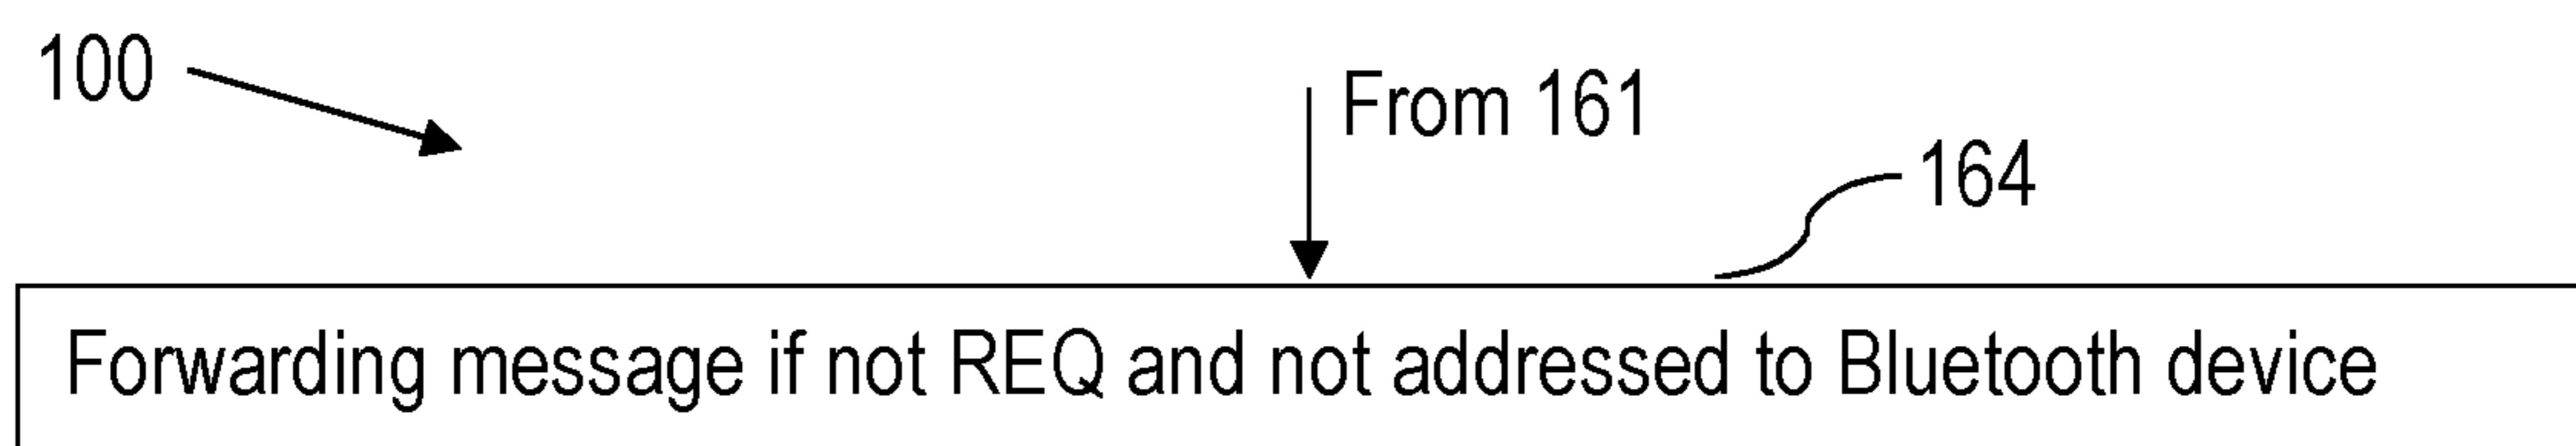 100
From 161
164
Forwarding message if not REQ and not addressed to Bluetooth device